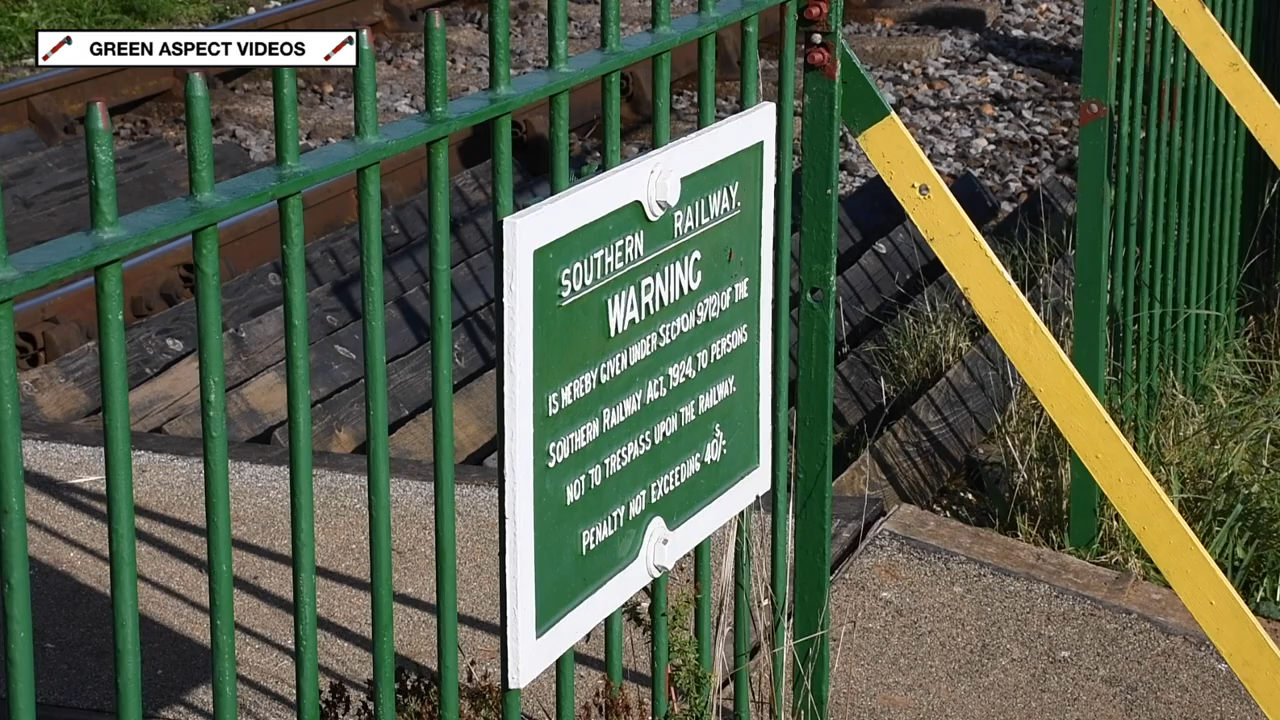 GREEN ASPECT VIDEOS
SOUTHERN RAILWAY.
WARNING
IS HEREBY GIVEN UNDER SECTION 97(2) OF THE
SOUTHERN RAILWAY ACT, 1924, TO PERSONS
NOT TO TRESPASS UPON THE RAILWAY.
PENALTY NOT EXCEEDING 40S/-.